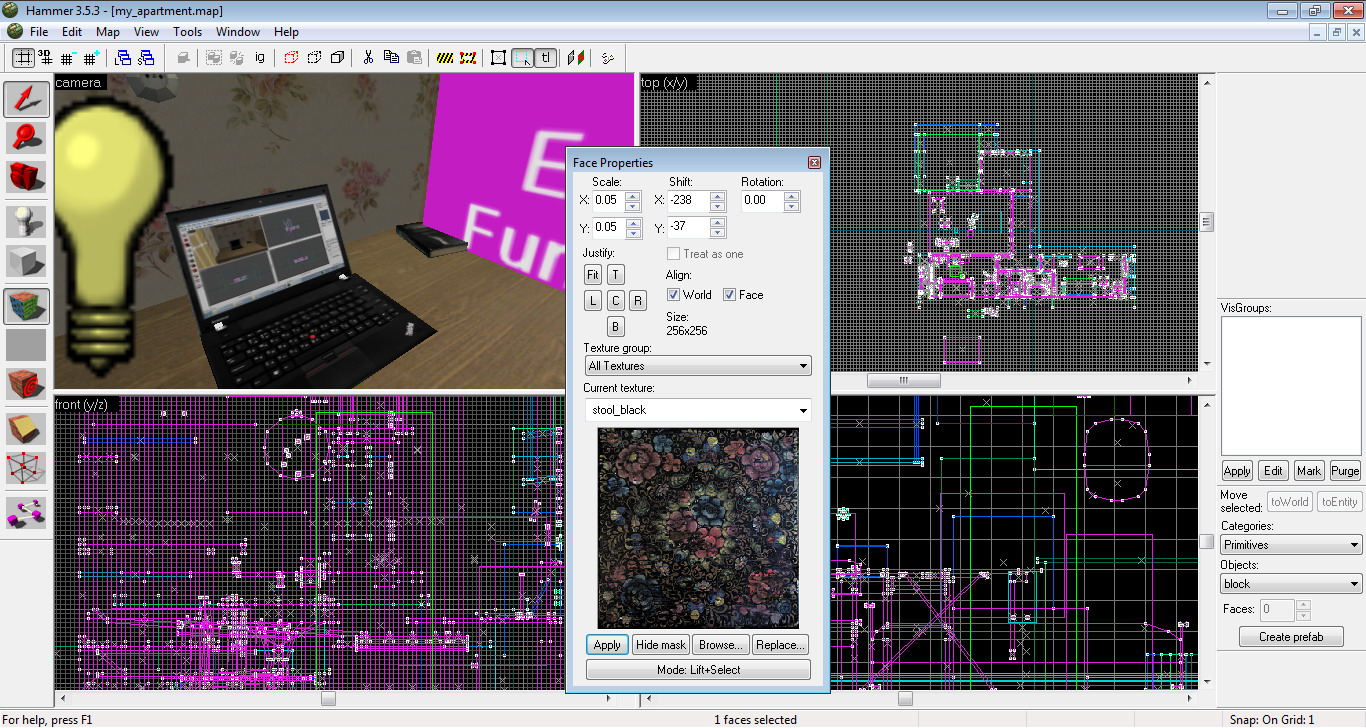 Hammer 3.5.3 - [my_apartment.map]
File Edit Map View Tools Window Help
3D ig tl
camera
top (x/y)
front (y/z)
E
Fur
Face Properties
Scale: Shift: Rotation:
X: 0.05 X: -238 0.00
Y: 0.05 Y: -37
Justify: Treat as one
Fit T Align:
L C R World Face
B Size:
256x256
Texture group:
All Textures
Current texture:
stool_black
Apply Hide mask Browse... Replace...
Mode: Lift+Select
VisGroups:
Apply Edit Mark Purge
Move
selected: toWorld toEntity
Categories:
Primitives
Objects:
block
Faces: 0
Create prefab
For help, press F1
1 faces selected
Snap: On Grid: 1